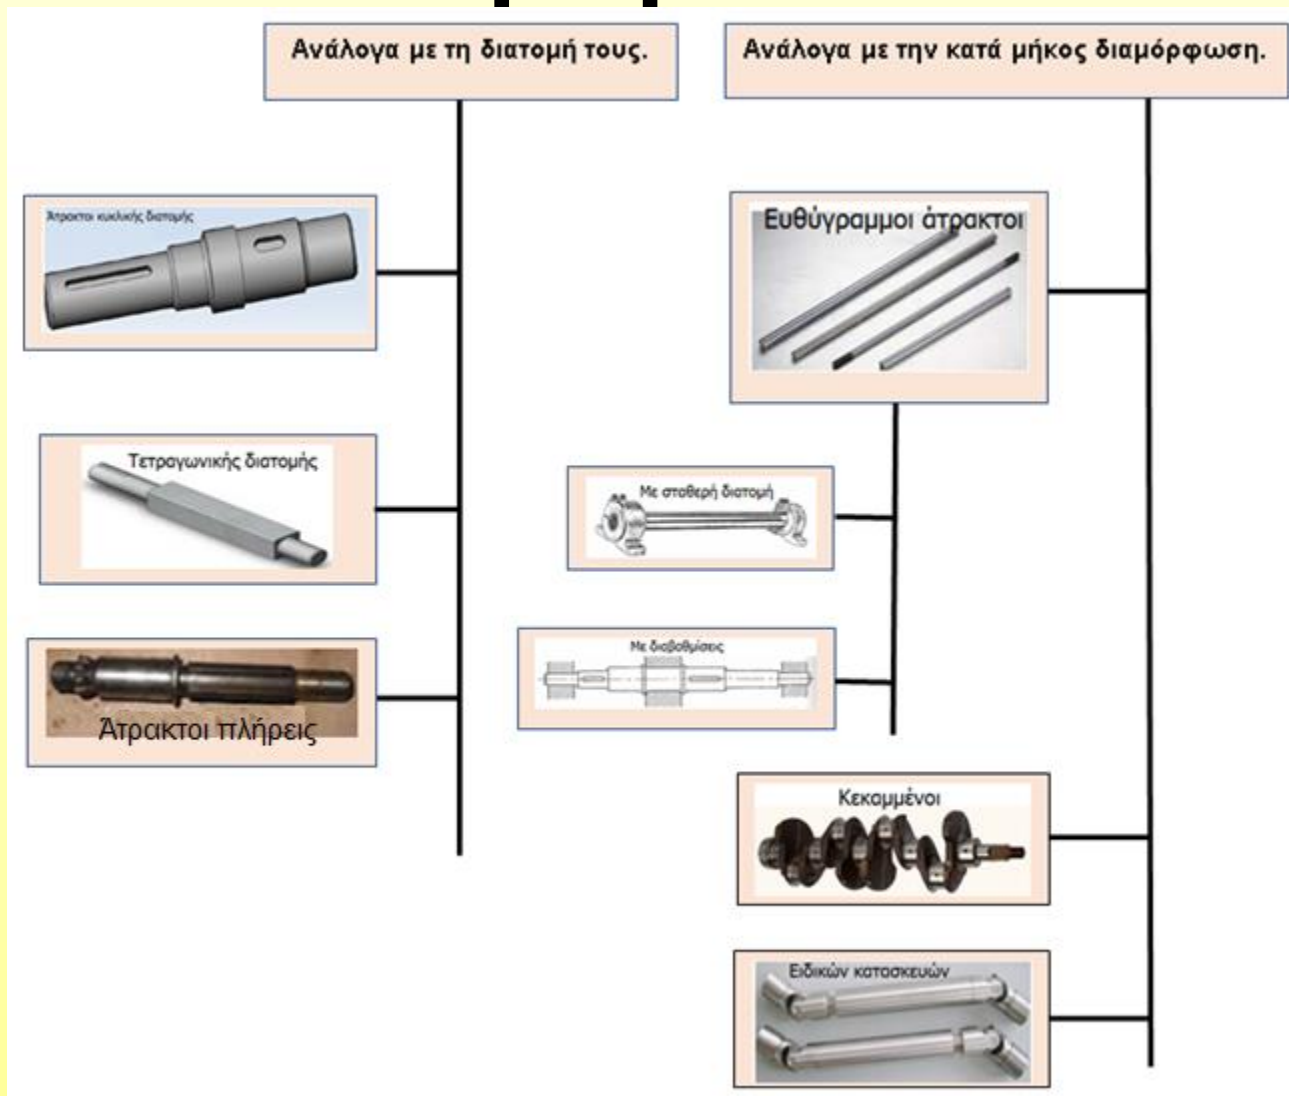 Ανάλογα με τη διατομή τους.
Άτρακτοι κυκλικής διατομής
Τετραγωνικής διατομής
Άτρακτοι πλήρεις
Ανάλογα με την κατά μήκος διαμόρφωση.
Ευθύγραμμοι άτρακτοι
Με σταθερή διατομή
Με διαβαθμίσεις
Κεκαμμένοι
Ειδικών κατασκευών